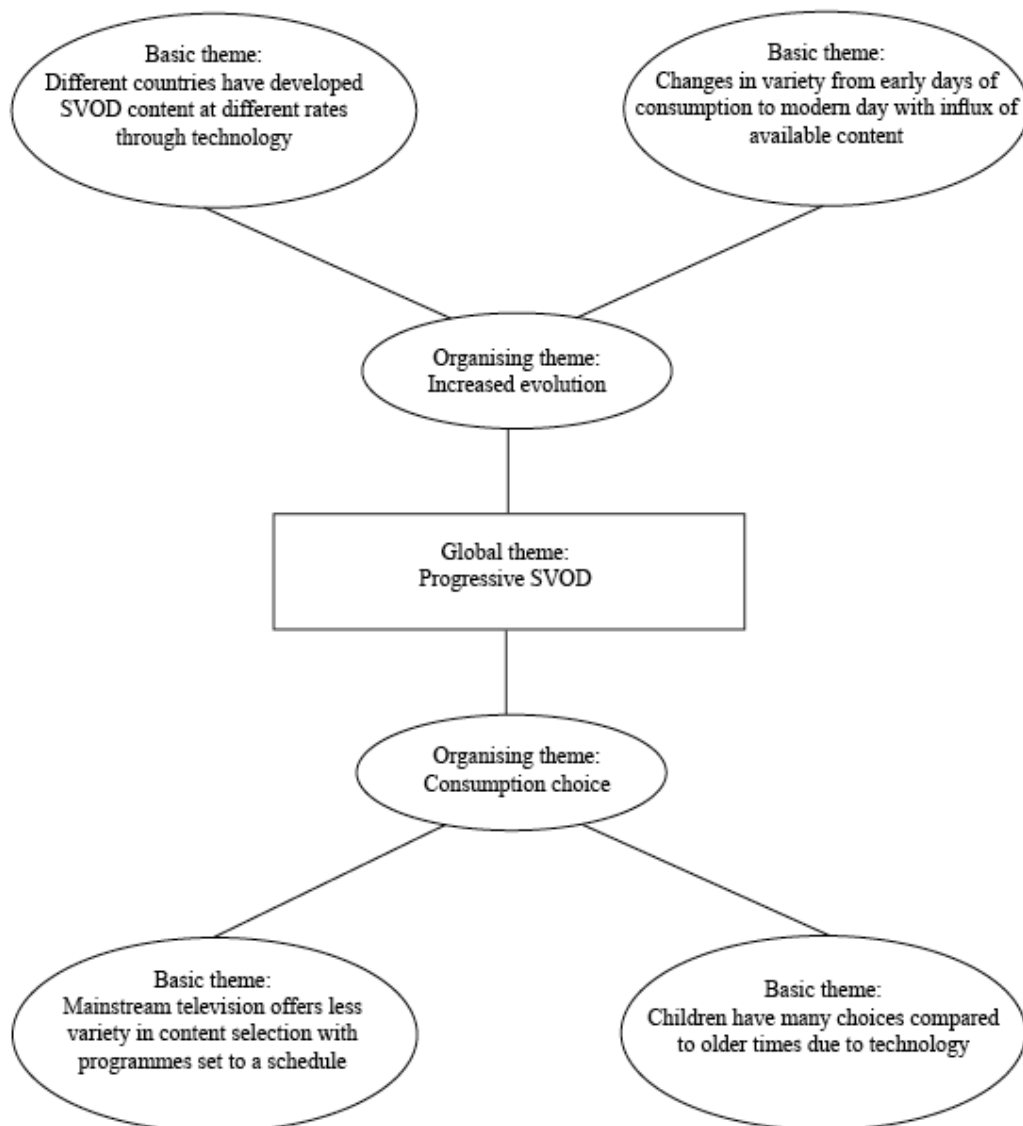 Basic theme:
Different countries have developed
SVOD content at different rates
through technology
Basic theme:
Changes in variety from early days of
consumption to modern day with influx of
available content
Organising theme:
Increased evolution
Global theme:
Progressive SVOD
Organising theme:
Consumption choice
Basic theme:
Mainstream television offers less
variety in content selection with
programmes set to a schedule
Basic theme:
Children have many choices compared
to older times due to technology